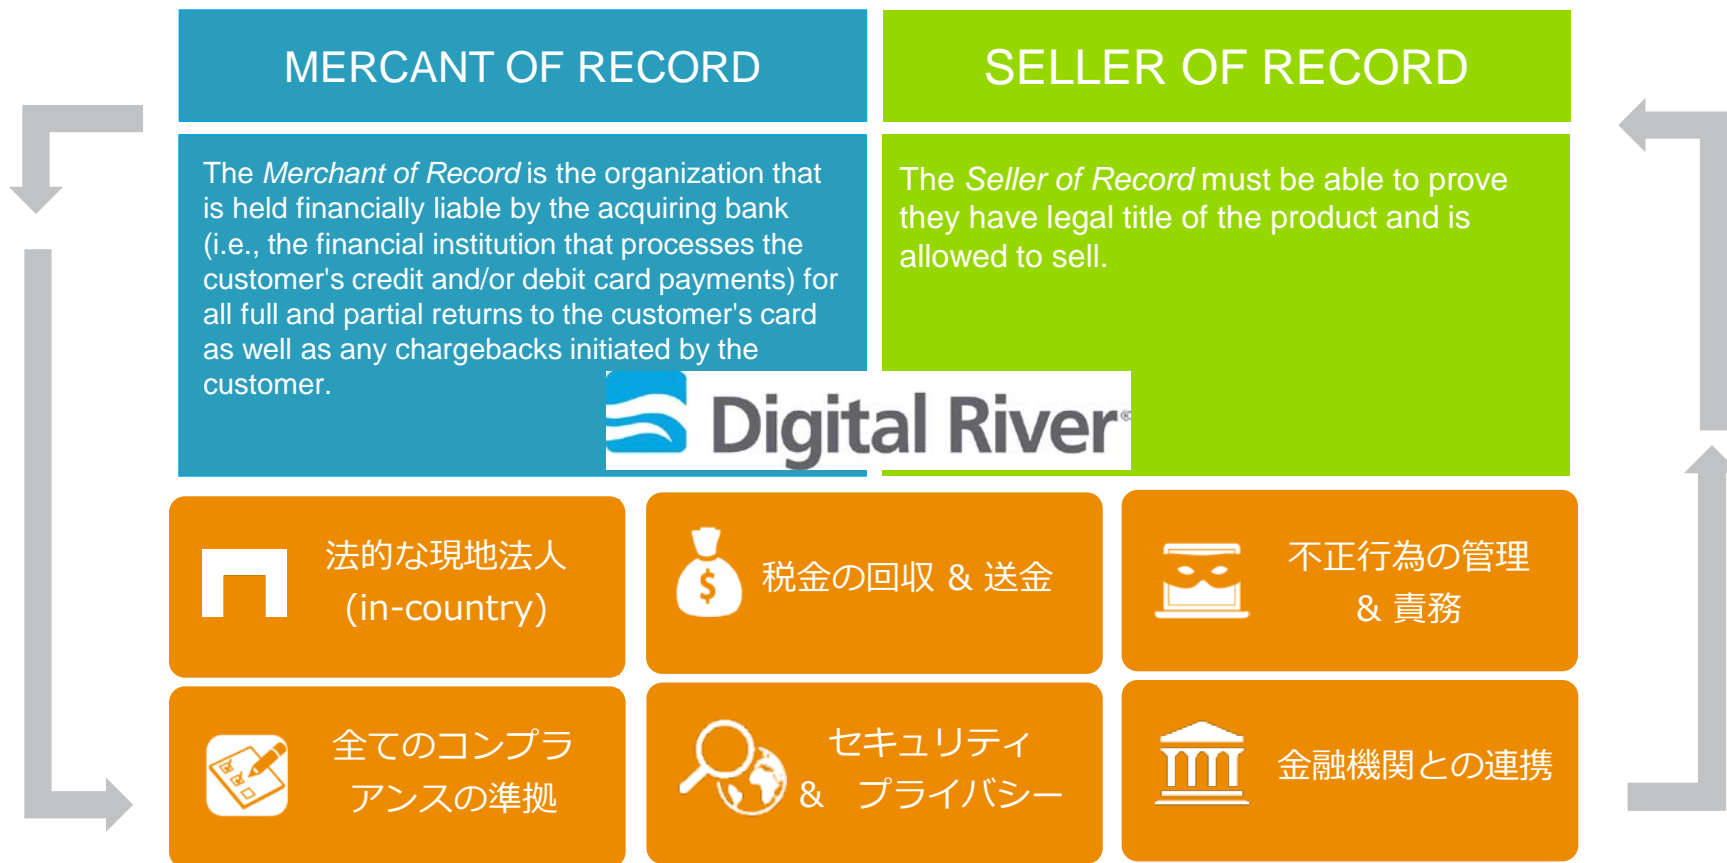 MERCANT OF RECORD
SELLER OF RECORD
The Merchant of Record is the organization that
is held financially liable by the acquiring bank
(i.e., the financial institution that processes the
customer's credit and/or debit card payments) for
all full and partial returns to the customer's card
as well as any chargebacks initiated by the
customer.
The Seller of Record must be able to prove
they have legal title of the product and is
allowed to sell.
Digital River®
法的な現地法人
(in-country)
$
税金の回収 & 送金
不正行為の管理
& 責務
全てのコンプラ
アンスの準拠
セキュリティ
& プライバシー
金融機関との連携